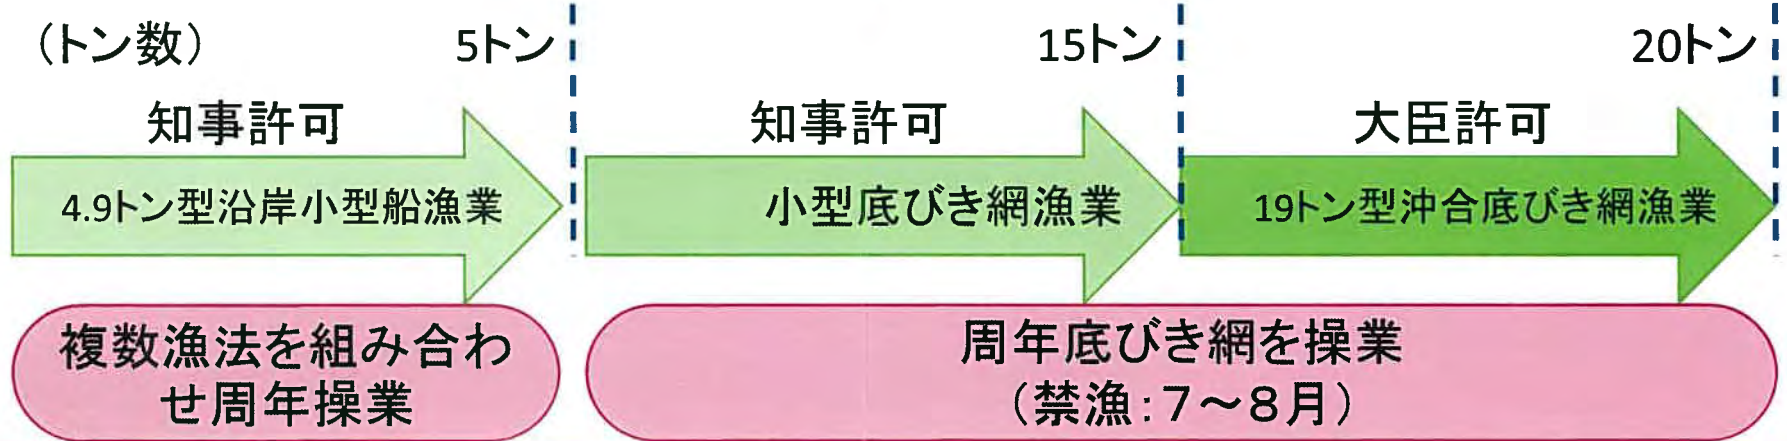 （トン数）
5トン
15トン
20トン
知事許可
知事許可
大臣許可
4.9トン型沿岸小型船漁業
小型底びき網漁業
19トン型沖合底びき網漁業
複数漁法を組み合わ
せ周年操業
周年底びき網を操業
（禁漁：７～８月）